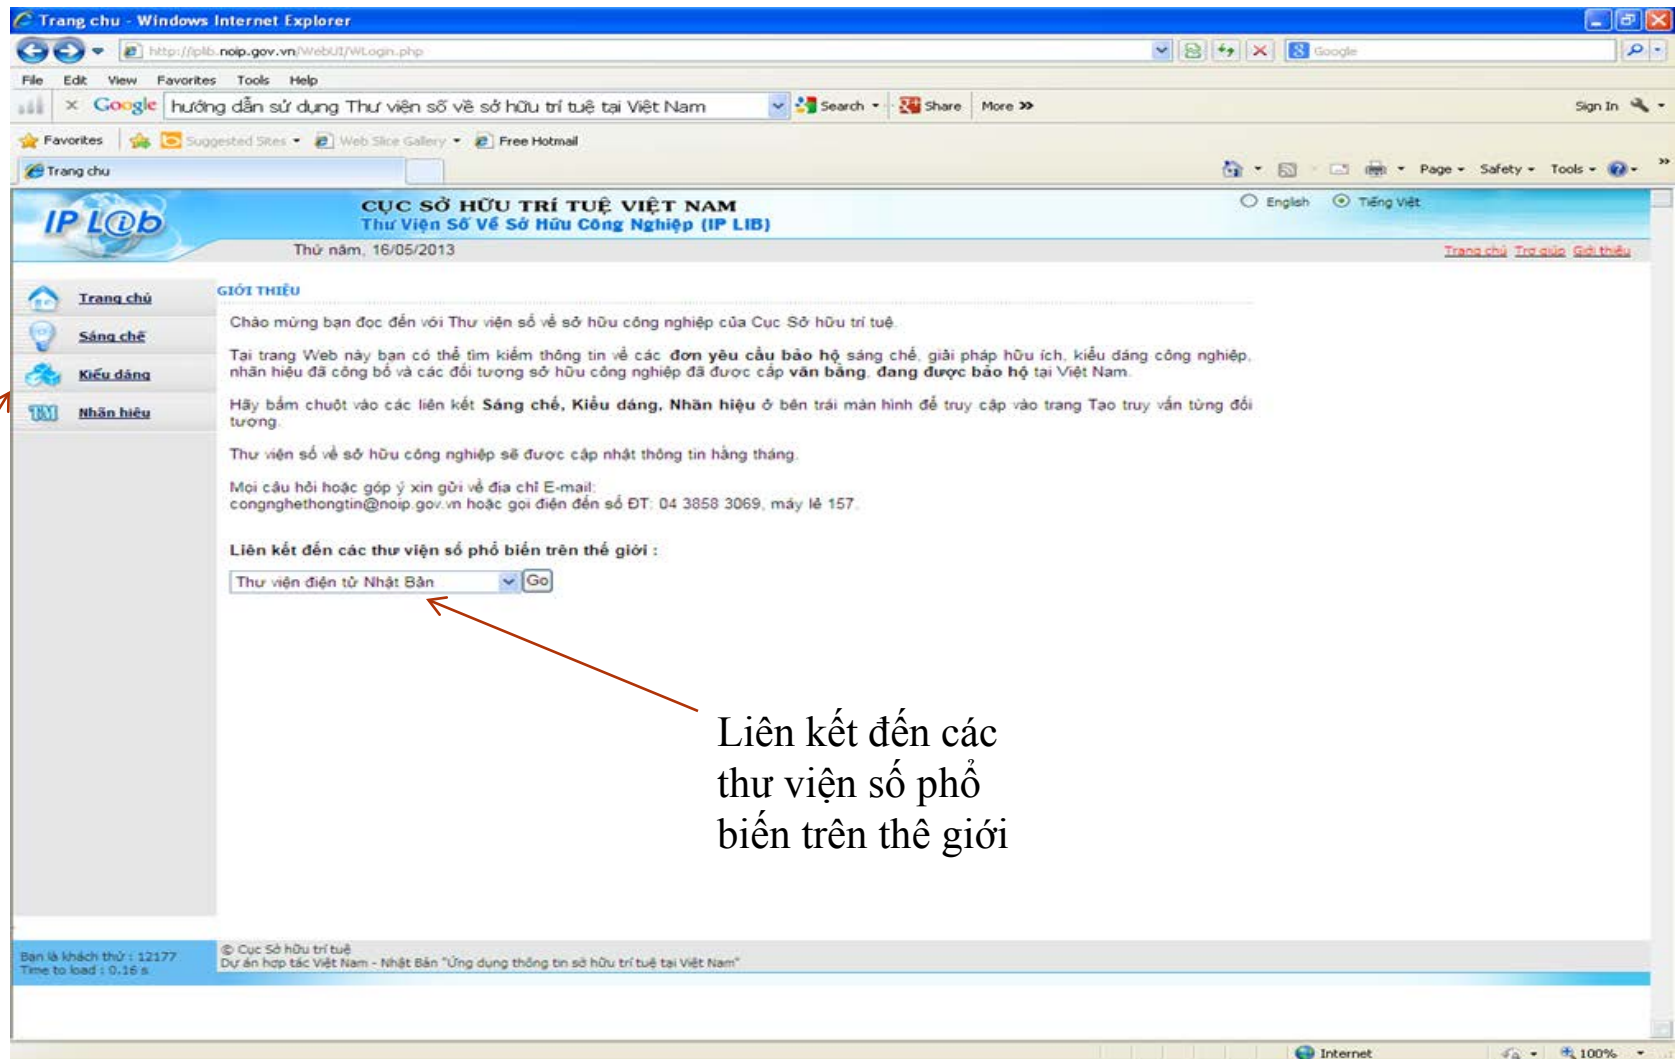 Trang chu - Windows Internet Explorer
http://iplib.noip.gov.vn/WebUI/WLogin.php
Google
File Edit View Favorites Tools Help
Google hướng dẫn sử dụng Thư viện số về sở hữu trí tuệ tại Việt Nam Search Share More >> Sign In
Favorites Suggested Sites Web Slice Gallery Free Hotmail
Trang chu Page Safety Tools
IP L@b
CỤC SỞ HỮU TRÍ TUỆ VIỆT NAM
Thư Viện Số Về Sở Hữu Công Nghiệp (IP LIB)
English Tiếng Việt
Thứ năm, 16/05/2013
Trang chủ Trợ giúp Giới thiệu
Trang chủ
Sáng chế
Kiểu dáng
TM Nhãn hiệu
GIỚI THIỆU
Chào mừng bạn đọc đến với Thư viện số về sở hữu công nghiệp của Cục Sở hữu trí tuệ.
Tại trang Web này bạn có thể tìm kiếm thông tin về các đơn yêu cầu bảo hộ sáng chế, giải pháp hữu ích, kiểu dáng công nghiệp,
nhãn hiệu đã công bố và các đối tượng sở hữu công nghiệp đã được cấp văn bằng, đang được bảo hộ tại Việt Nam.
Hãy bấm chuột vào các liên kết Sáng chế, Kiểu dáng, Nhãn hiệu ở bên trái màn hình để truy cập vào trang Tạo truy vấn từng đối
tượng.
Thư viện số về sở hữu công nghiệp sẽ được cập nhật thông tin hằng tháng.
Mọi câu hỏi hoặc góp ý xin gửi về địa chỉ E-mail:
congnghethongtin@noip.gov.vn hoặc gọi điện đến số ĐT: 04 3858 3069, máy lẻ 157.
Liên kết đến các thư viện số phổ biến trên thế giới :
Thư viện điện tử Nhật Bản Go
Liên kết đến các
thư viện số phổ
biến trên thê giới
Bạn là khách thứ : 12177
Time to load : 0.16 s
© Cục Sở hữu trí tuệ
Dự án hợp tác Việt Nam - Nhật Bản "Ứng dụng thông tin sở hữu trí tuệ tại Việt Nam"
Internet 100%